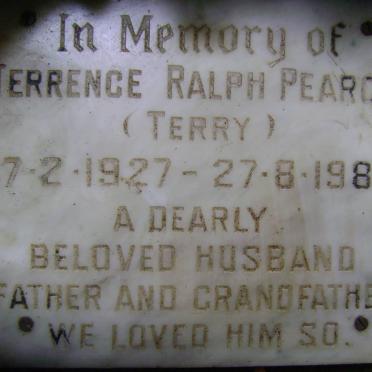 In Memory of
TERRENCE RALPH PEARC
(TERRY)
7·2·1927 – 27·8·198
A DEARLY
BELOVED HUSBAND
FATHER AND GRANDFATHE
WE LOVED HIM SO.